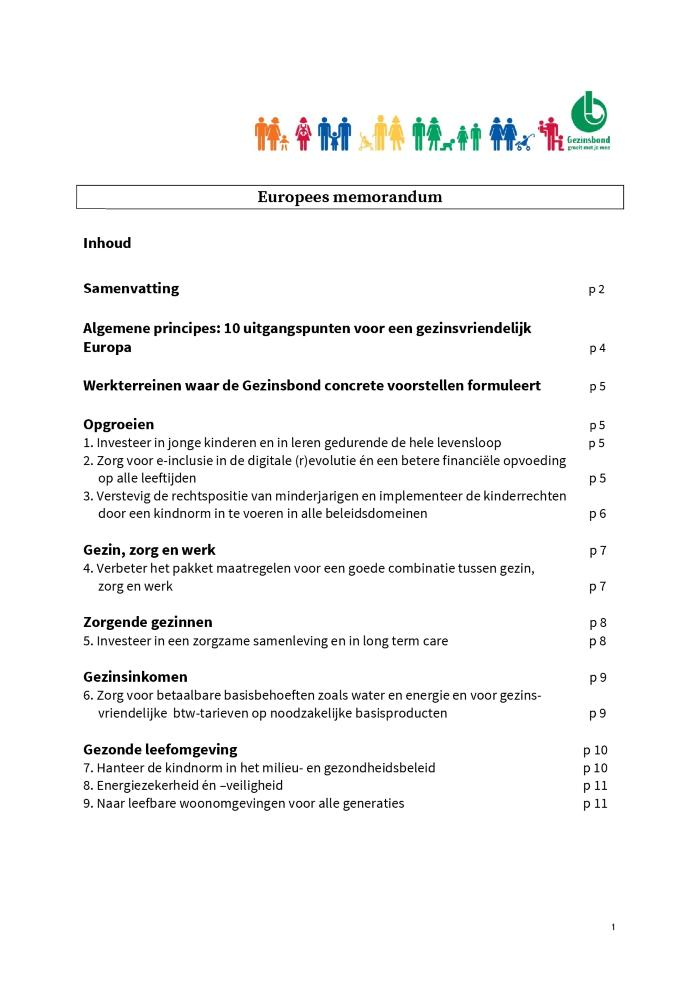 Gezinsbond
groeit met je mee
Europees memorandum
Inhoud
Samenvatting p 2
Algemene principes: 10 uitgangspunten voor een gezinsvriendelijk
Europa p 4
Werkterreinen waar de Gezinsbond concrete voorstellen formuleert p 5
Opgroeien p 5
1. Investeer in jonge kinderen en in leren gedurende de hele levensloop p 5
2. Zorg voor e-inclusie in de digitale (r)evolutie én een betere financiële opvoeding
op alle leeftijden p 5
3. Verstevig de rechtspositie van minderjarigen en implementeer de kinderrechten
door een kindnorm in te voeren in alle beleidsdomeinen p 6
Gezin, zorg en werk p 7
4. Verbeter het pakket maatregelen voor een goede combinatie tussen gezin,
zorg en werk p 7
Zorgende gezinnen p 8
5. Investeer in een zorgzame samenleving en in long term care p 8
Gezinsinkomen p 9
6. Zorg voor betaalbare basisbehoeften zoals water en energie en voor gezins-
vriendelijke btw-tarieven op noodzakelijke basisproducten p 9
Gezonde leefomgeving p 10
7. Hanteer de kindnorm in het milieu- en gezondheidsbeleid p 10
8. Energiezekerheid én –veiligheid p 11
9. Naar leefbare woonomgevingen voor alle generaties p 11
1